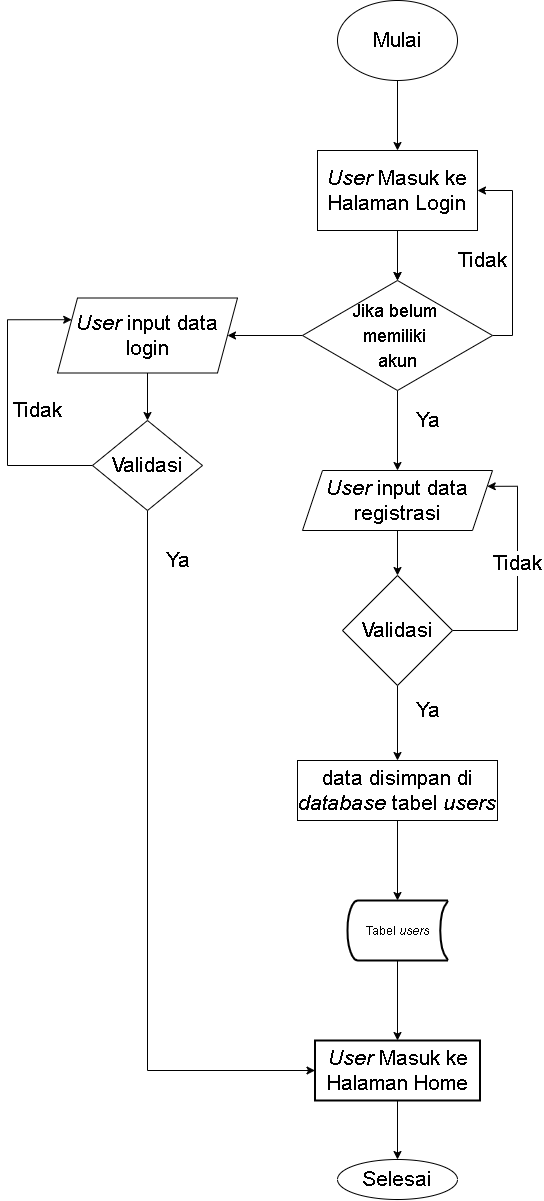 Mulai
User Masuk ke
Halaman Login
Tidak
Jika belum
memiliki
akun
User input data
login
Tidak
Validasi
Ya
Ya
User input data
registrasi
Tidak
Validasi
Ya
data disimpan di
database tabel users
Tabel users
User Masuk ke
Halaman Home
Selesai